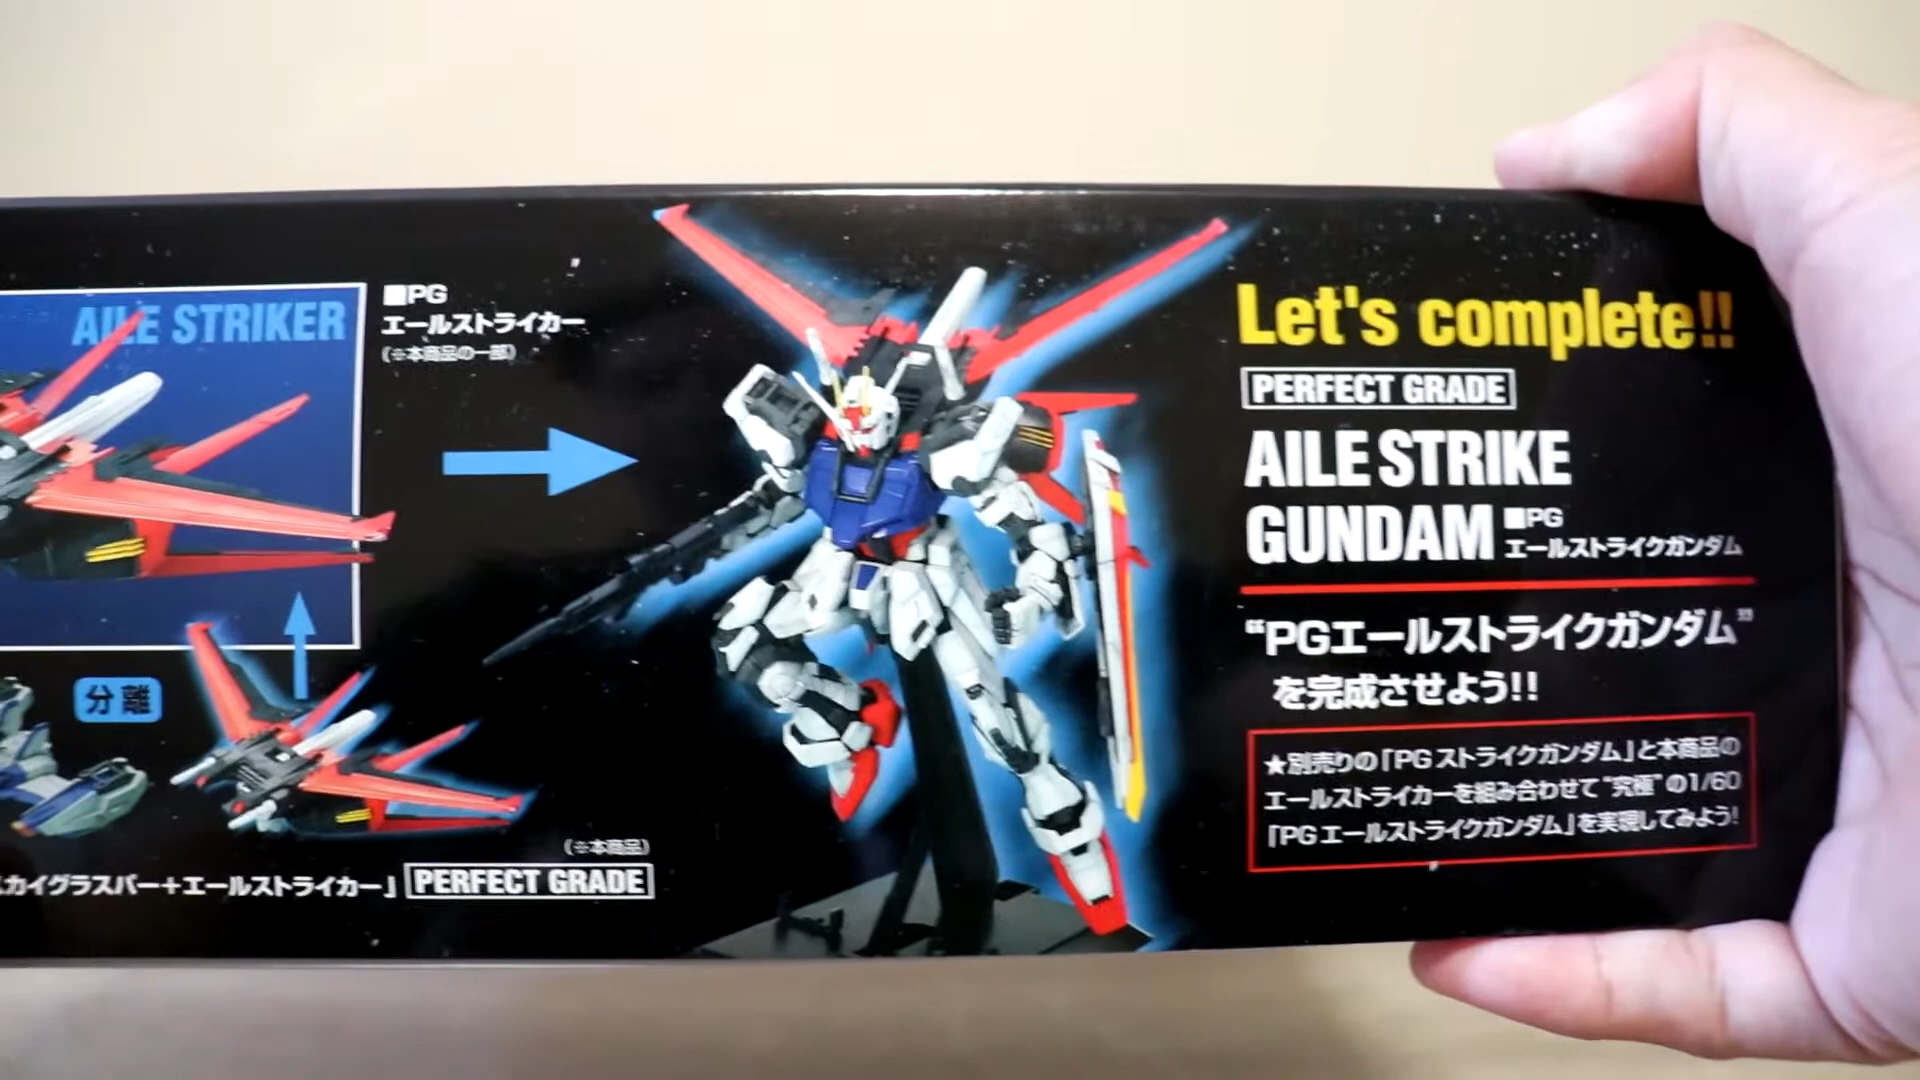 AILE STRIKER
■PG
エールストライカー
(※本商品の一部)
分離
(※本商品)
カイグラスパー+エールストライカー」 PERFECT GRADE
Let's complete!!
PERFECT GRADE
AILE STRIKE
GUNDAM
■PG
エールストライクガンダム
“PGエールストライクガンダム”
を完成させよう!!
★別売りの「PG ストライクガンダム」と本商品の
エールストライカーを組み合わせて“究極”の1/60
「PG エールストライクガンダム」を実現してみよう!